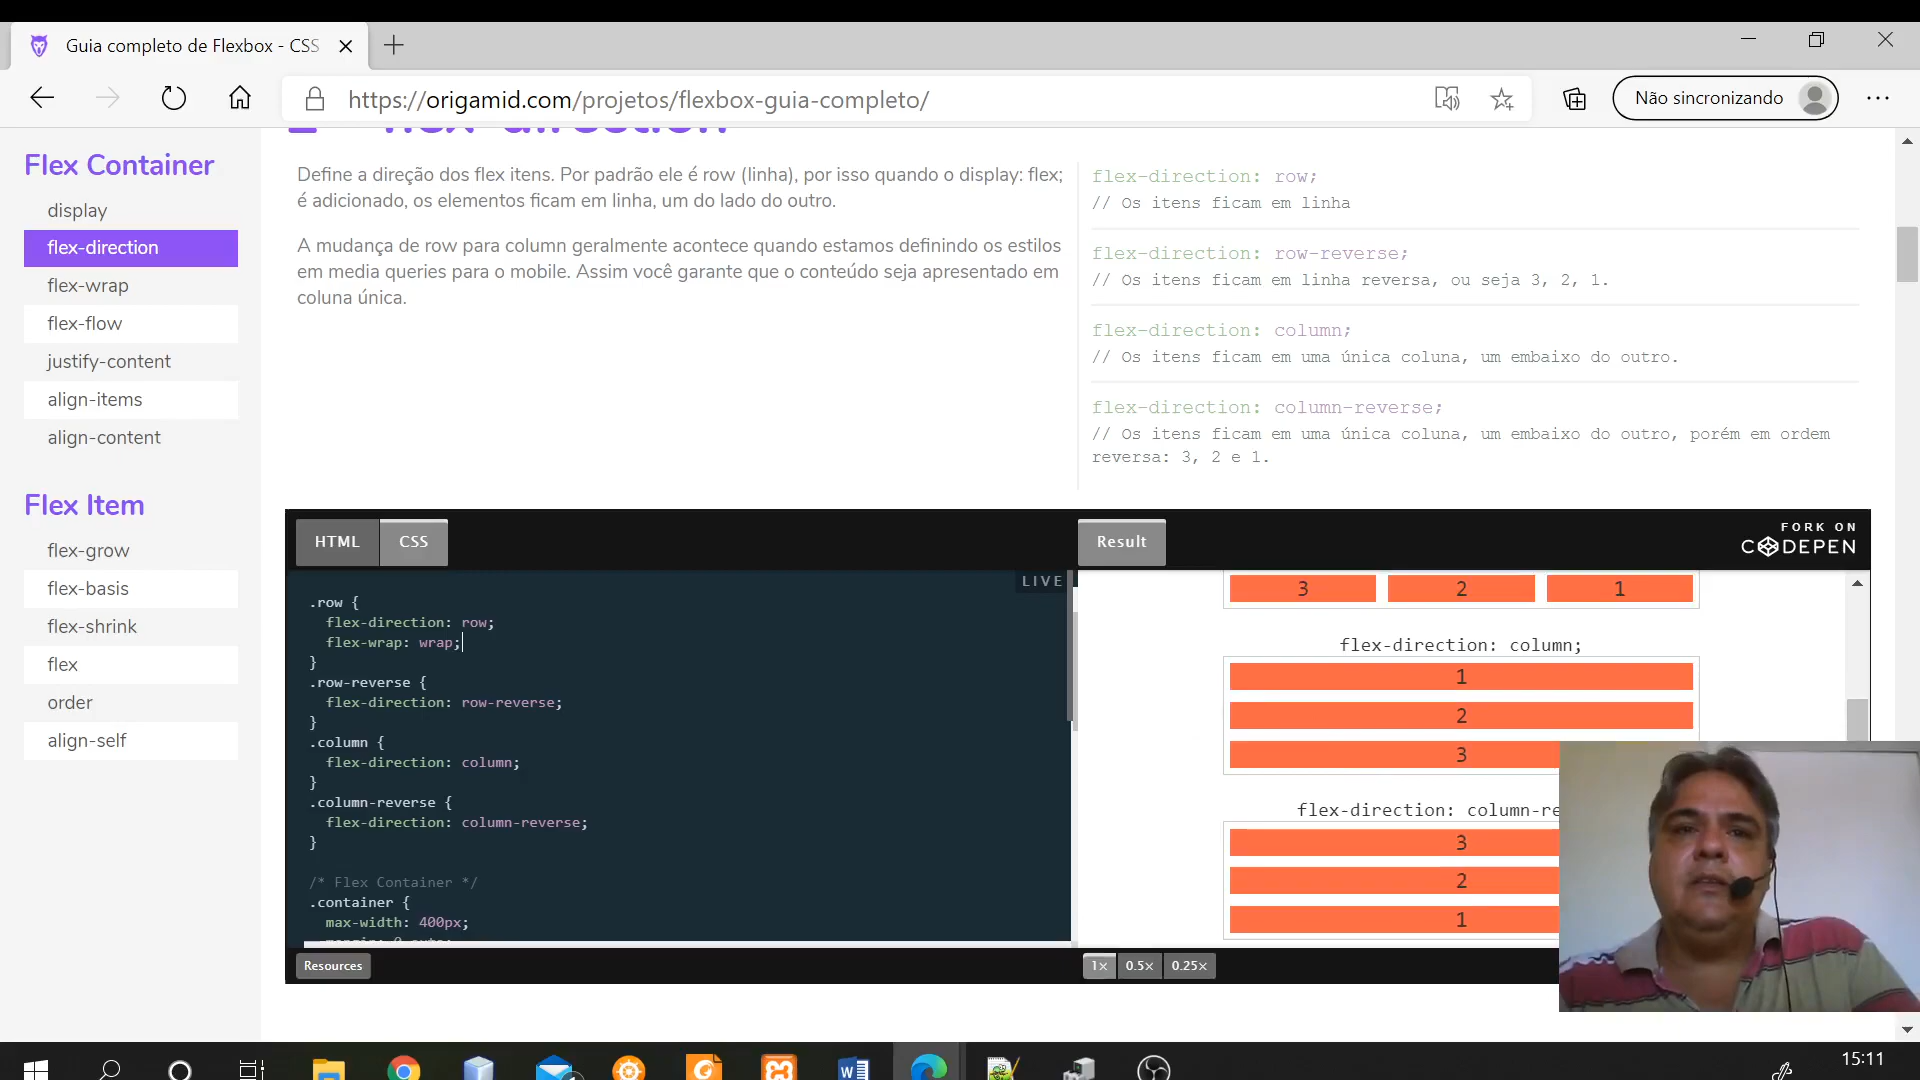 Guia completo de Flexbox - CSS
https://origamid.com/projetos/flexbox-guia-completo/
Não sincronizando
flex-direction
Flex Container
display
flex-direction
flex-wrap
flex-flow
justify-content
align-items
align-content
Flex Item
flex-grow
flex-basis
flex-shrink
flex
order
align-self
Define a direção dos flex itens. Por padrão ele é row (linha), por isso quando o display: flex;
é adicionado, os elementos ficam em linha, um do lado do outro.
A mudança de row para column geralmente acontece quando estamos definindo os estilos
em media queries para o mobile. Assim você garante que o conteúdo seja apresentado em
coluna única.
flex-direction: row;
// Os itens ficam em linha
flex-direction: row-reverse;
// Os itens ficam em linha reversa, ou seja 3, 2, 1.
flex-direction: column;
// Os itens ficam em uma única coluna, um embaixo do outro.
flex-direction: column-reverse;
// Os itens ficam em uma única coluna, um embaixo do outro, porém em ordem
reversa: 3, 2 e 1.
HTML
CSS
Result
FORK ON
CODEPEN
LIVE
.row {
flex-direction: row;
flex-wrap: wrap;
}
.row-reverse {
flex-direction: row-reverse;
}
.column {
flex-direction: column;
}
.column-reverse {
flex-direction: column-reverse;
}
/* Flex Container */
.container {
max-width: 400px;
margin: 0 auto;
3 2 1
flex-direction: column;
1
2
3
flex-direction: column-re
3
2
1
Resources
1× 0.5× 0.25×
15:11